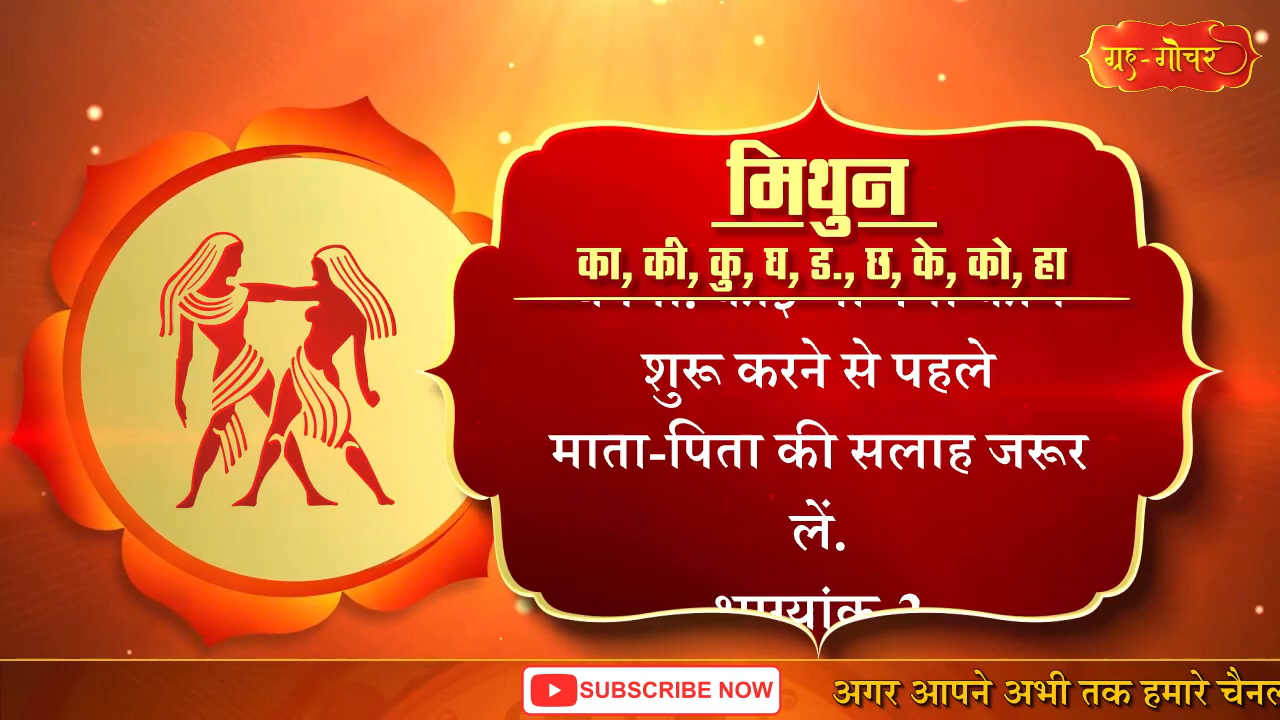 ग्रह-गोचर
मिथुन
का, की, कु, घ, ड., छ, के, को, हा
शुरू करने से पहले
माता-पिता की सलाह जरूर
लें.
भाग्यांक
SUBSCRIBE NOW
अगर आपने अभी तक हमारे चैनल